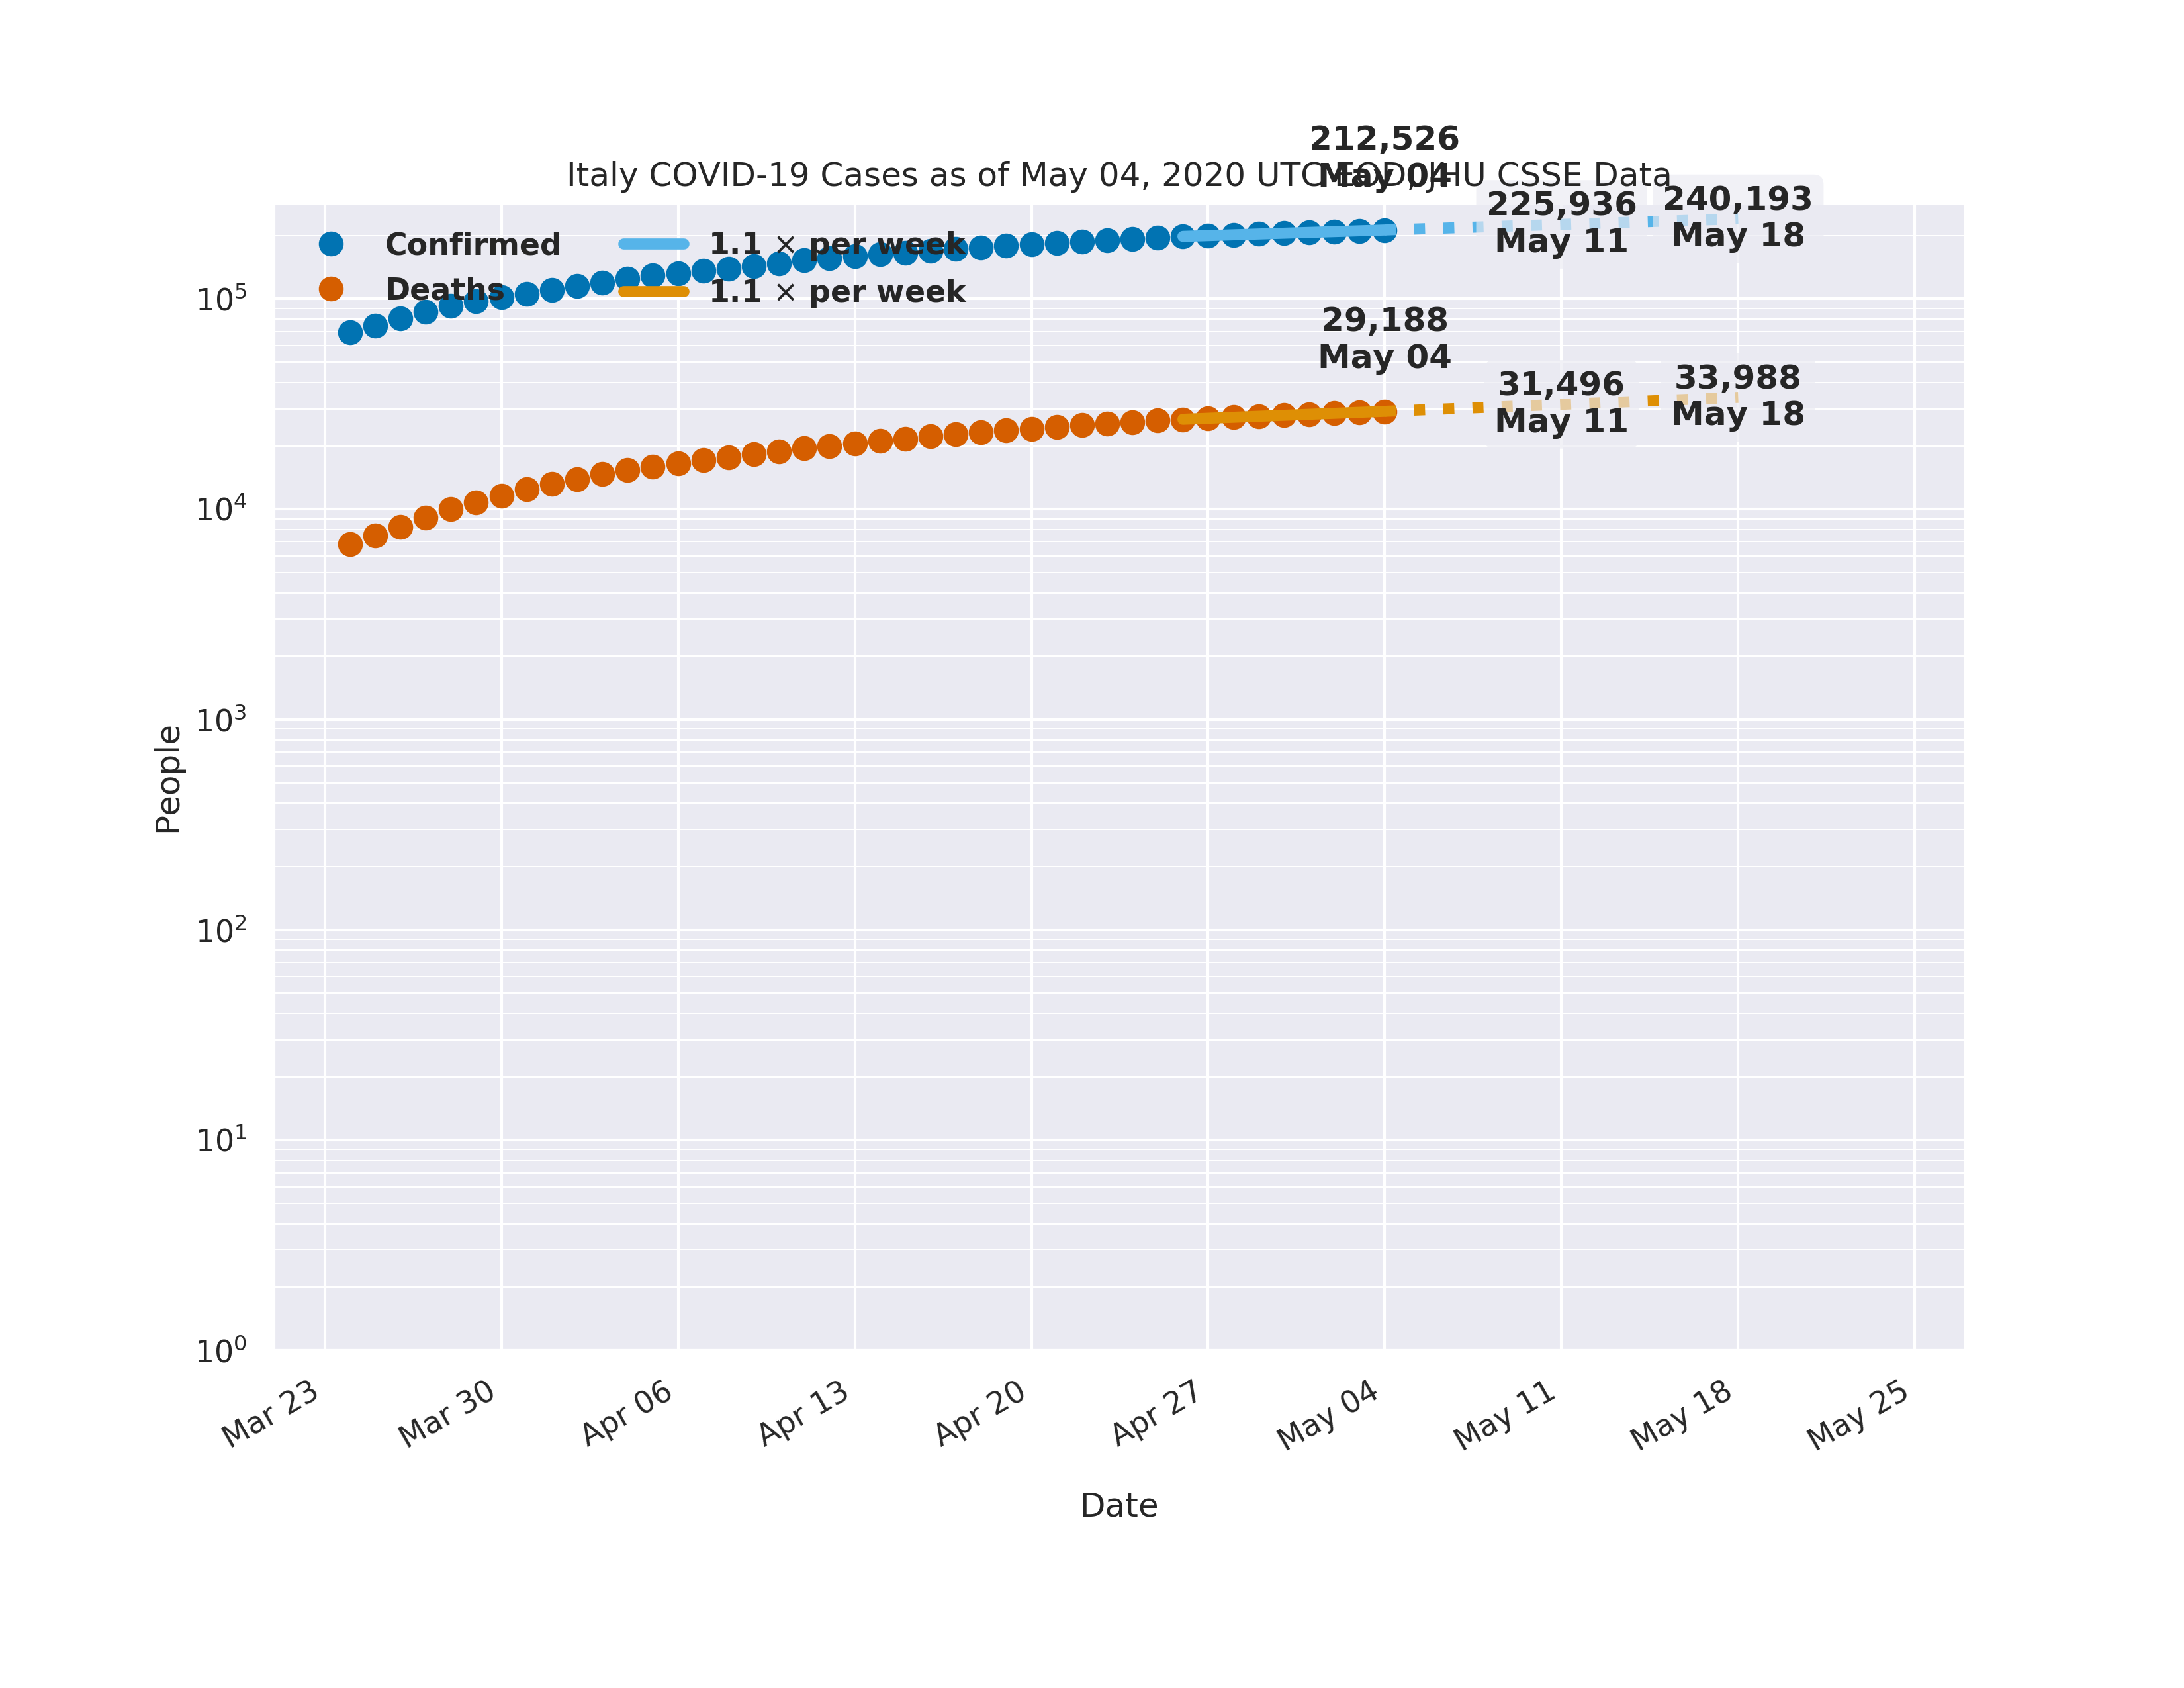 212,526
May 04
Italy COVID-19 Cases as of May 04, 2020 UTC EOD, JHU CSSE Data
225,936
May 11
240,193
May 18
Confirmed
Deaths
1.1 × per week
1.1 × per week
29,188
May 04
31,496
May 11
33,988
May 18
People
10⁵
10⁴
10³
10²
10¹
10⁰
Mar 23
Mar 30
Apr 06
Apr 13
Apr 20
Apr 27
May 04
May 11
May 18
May 25
Date